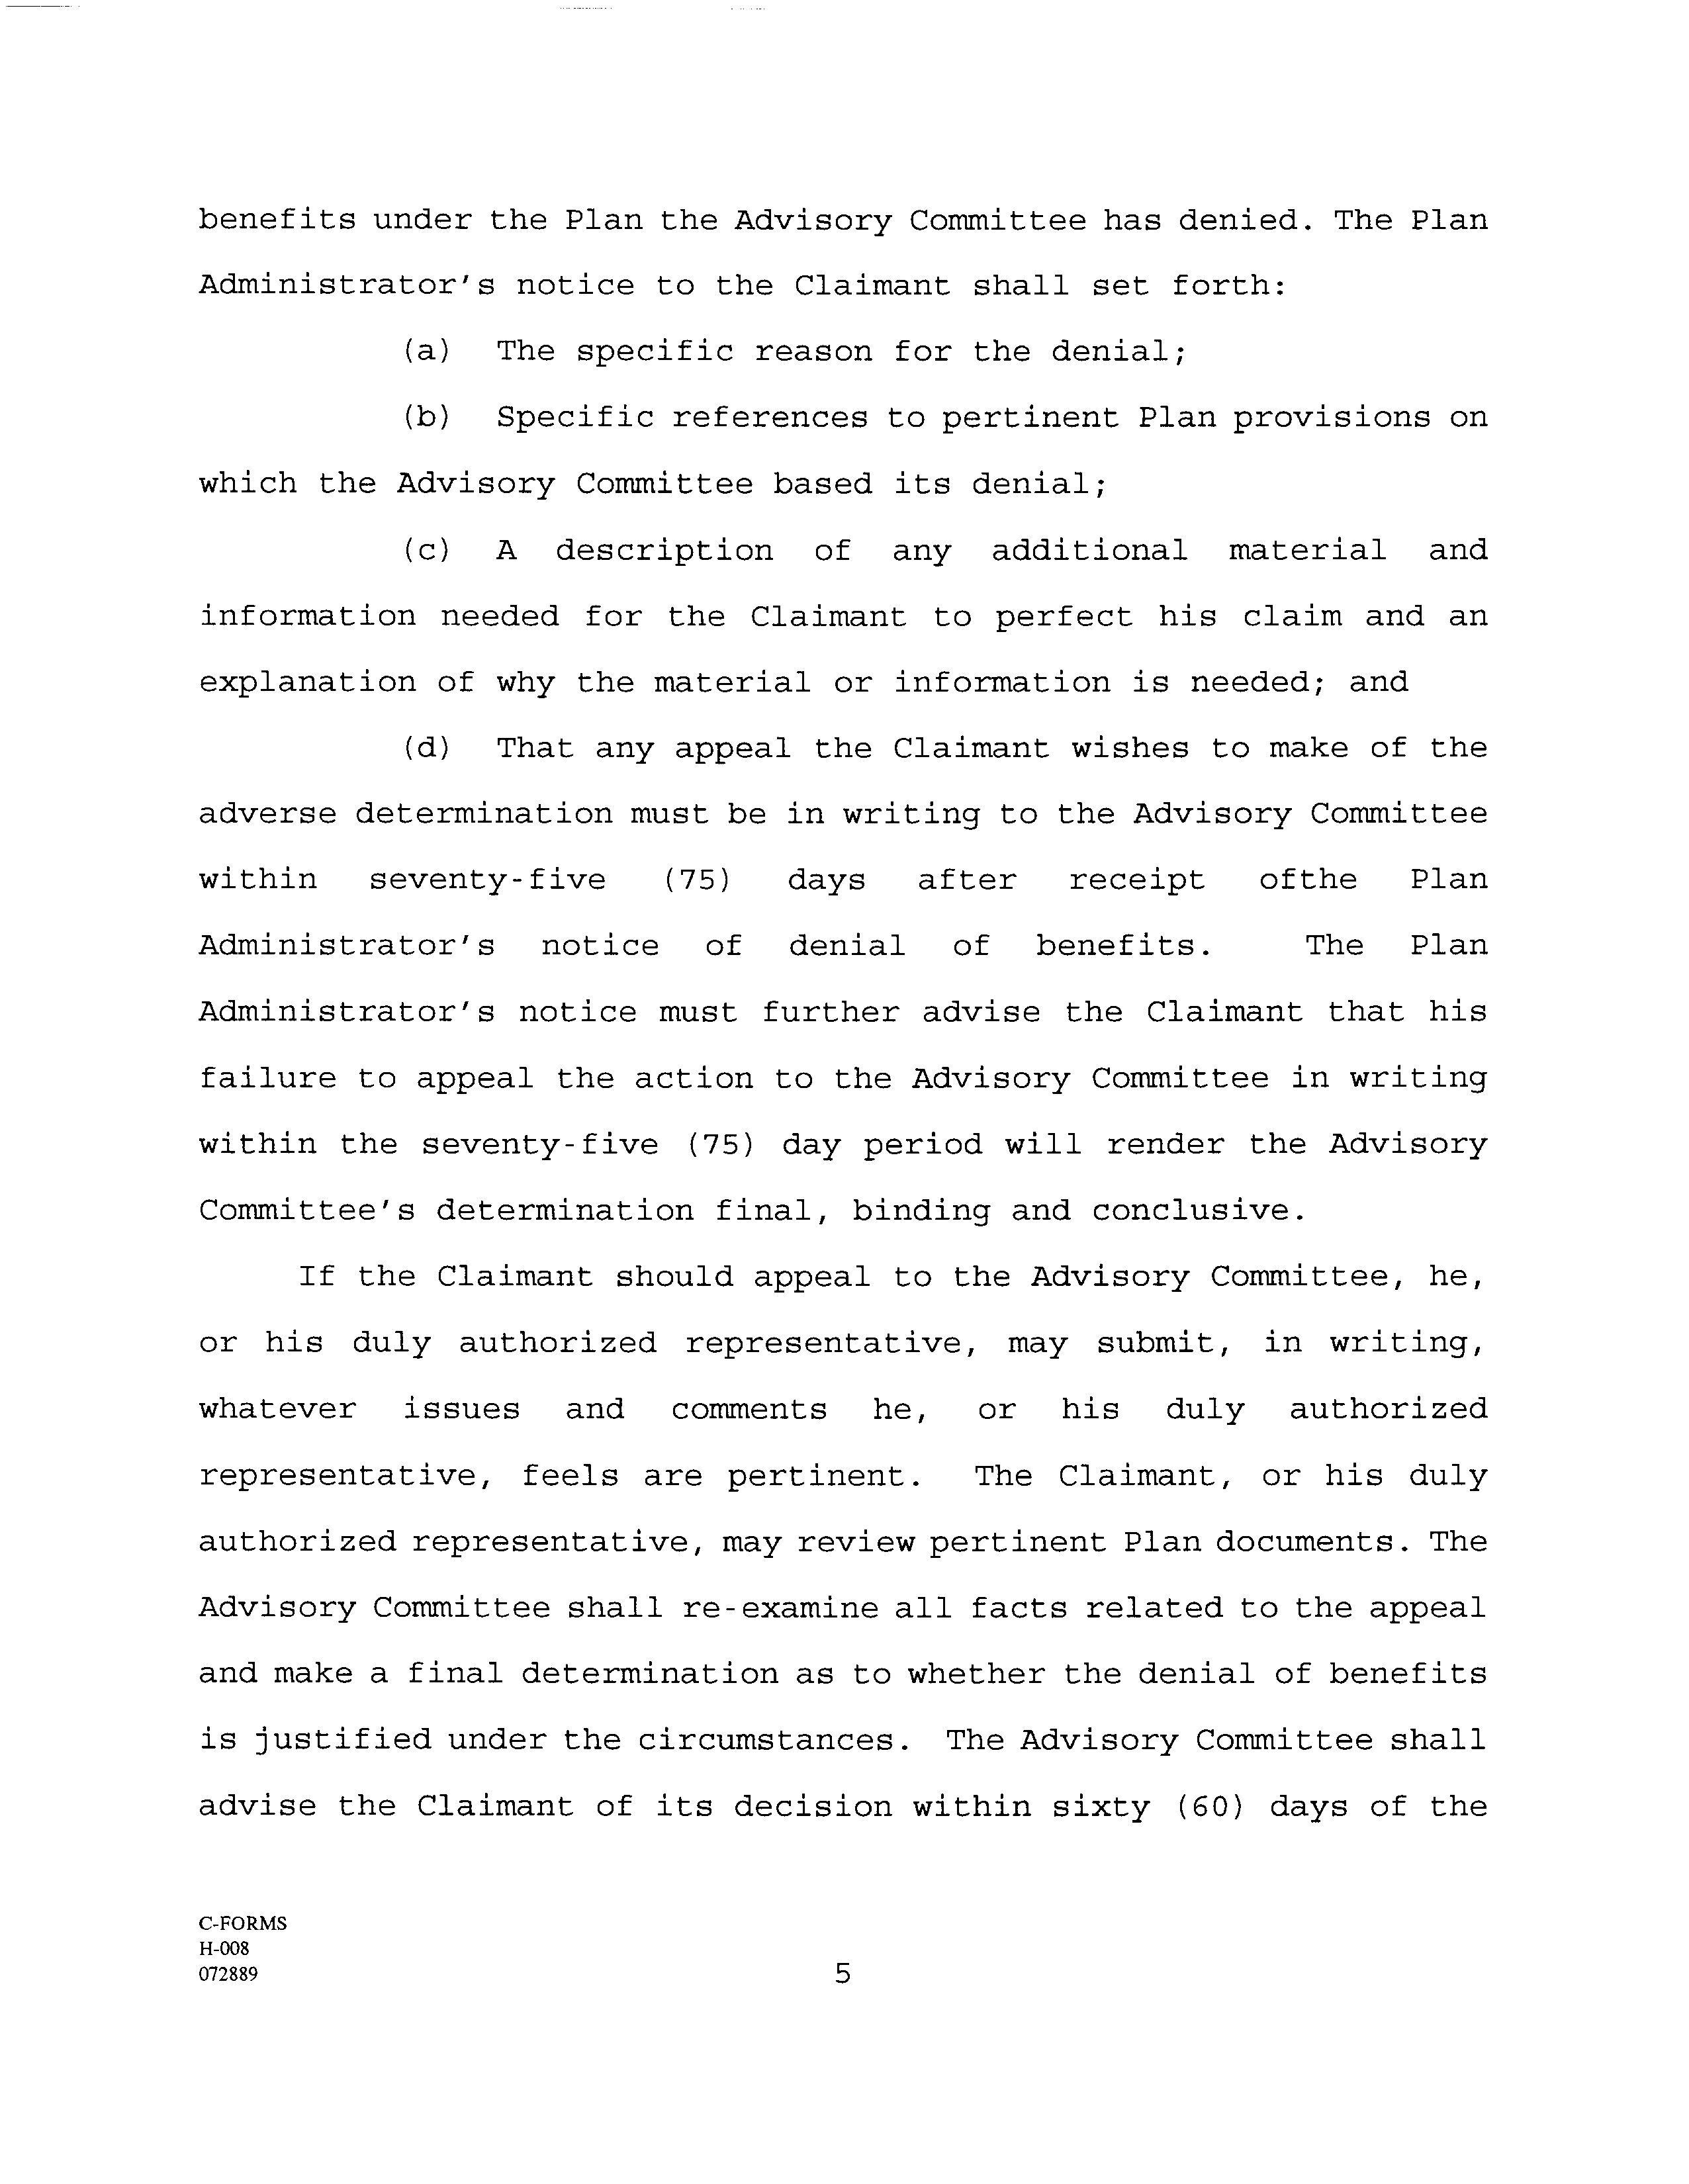 benefits under the Plan the Advisory Committee has denied. The Plan
Administrator's notice to the Claimant shall set forth:
(a) The specific reason for the denial;
(b) Specific references to pertinent Plan provisions on
which the Advisory Committee based its denial;
(c) A description of any additional material and
information needed for the Claimant to perfect his claim and an
explanation of why the material or information is needed; and
(d) That any appeal the Claimant wishes to make of the
adverse determination must be in writing to the Advisory Committee
within seventy-five (75) days after receipt ofthe Plan
Administrator's notice of denial of benefits. The Plan
Administrator's notice must further advise the Claimant that his
failure to appeal the action to the Advisory Committee in writing
within the seventy-five (75) day period will render the Advisory
Committee's determination final, binding and conclusive.
If the Claimant should appeal to the Advisory Committee, he,
or his duly authorized representative, may submit, in writing,
whatever issues and comments he, or his duly authorized
representative, feels are pertinent. The Claimant, or his duly
authorized representative, may review pertinent Plan documents. The
Advisory Committee shall re-examine all facts related to the appeal
and make a final determination as to whether the denial of benefits
is justified under the circumstances. The Advisory Committee shall
advise the Claimant of its decision within sixty (60) days of the
C-FORMS
H-008
072889
5